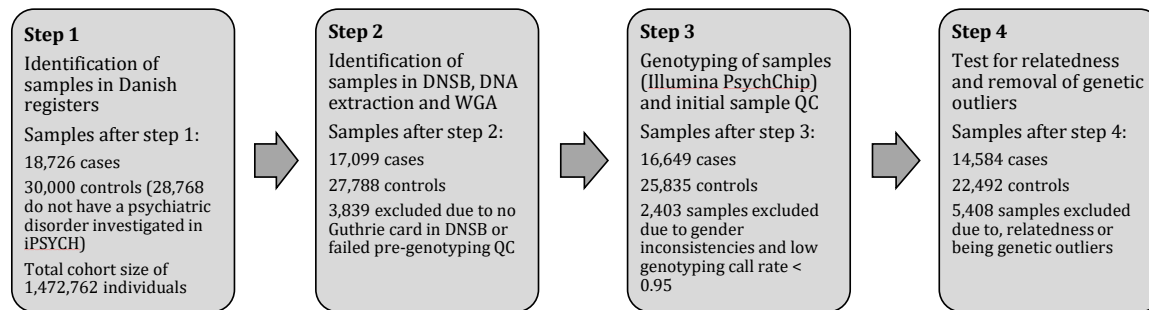 Step 1
Identification of
samples in Danish
registers
Samples after step 1:
18,726 cases
30,000 controls (28,768
do not have a psychiatric
disorder investigated in
iPSYCH)
Total cohort size of
1,472,762 individuals
Step 2
Identification of
samples in DNSB, DNA
extraction and WGA
Samples after step 2:
17,099 cases
27,788 controls
3,839 excluded due to no
Guthrie card in DNSB or
failed pre-genotyping QC
Step 3
Genotyping of samples
(Illumina PsychChip)
and initial sample QC
Samples after step 3:
16,649 cases
25,835 controls
2,403 samples excluded
due to gender
inconsistencies and low
genotyping call rate <
0.95
Step 4
Test for relatedness
and removal of genetic
outliers
Samples after step 4:
14,584 cases
22,492 controls
5,408 samples excluded
due to, relatedness or
being genetic outliers